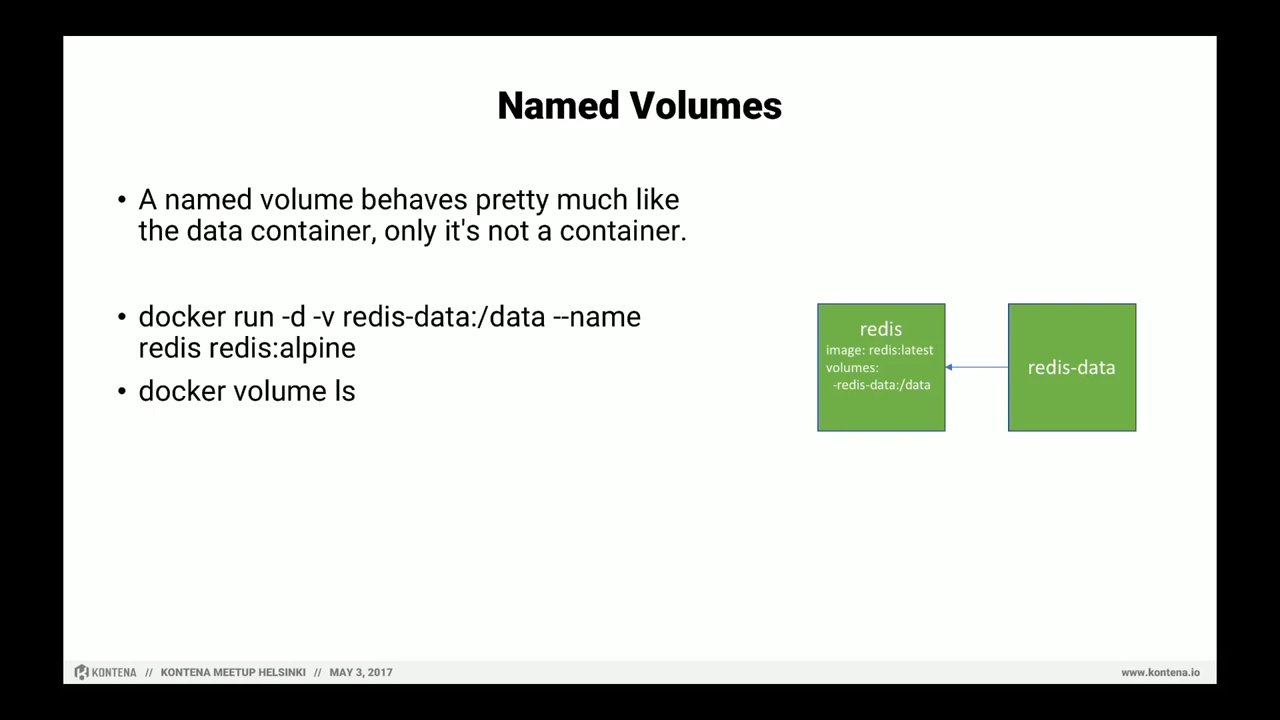 Named Volumes
• A named volume behaves pretty much like
the data container, only it's not a container.
• docker run -d -v redis-data:/data --name
redis redis:alpine
• docker volume ls
redis
image: redis:latest
volumes:
-redis-data:/data
redis-data
KONTENA // KONTENA MEETUP HELSINKI // MAY 3, 2017
www.kontena.io